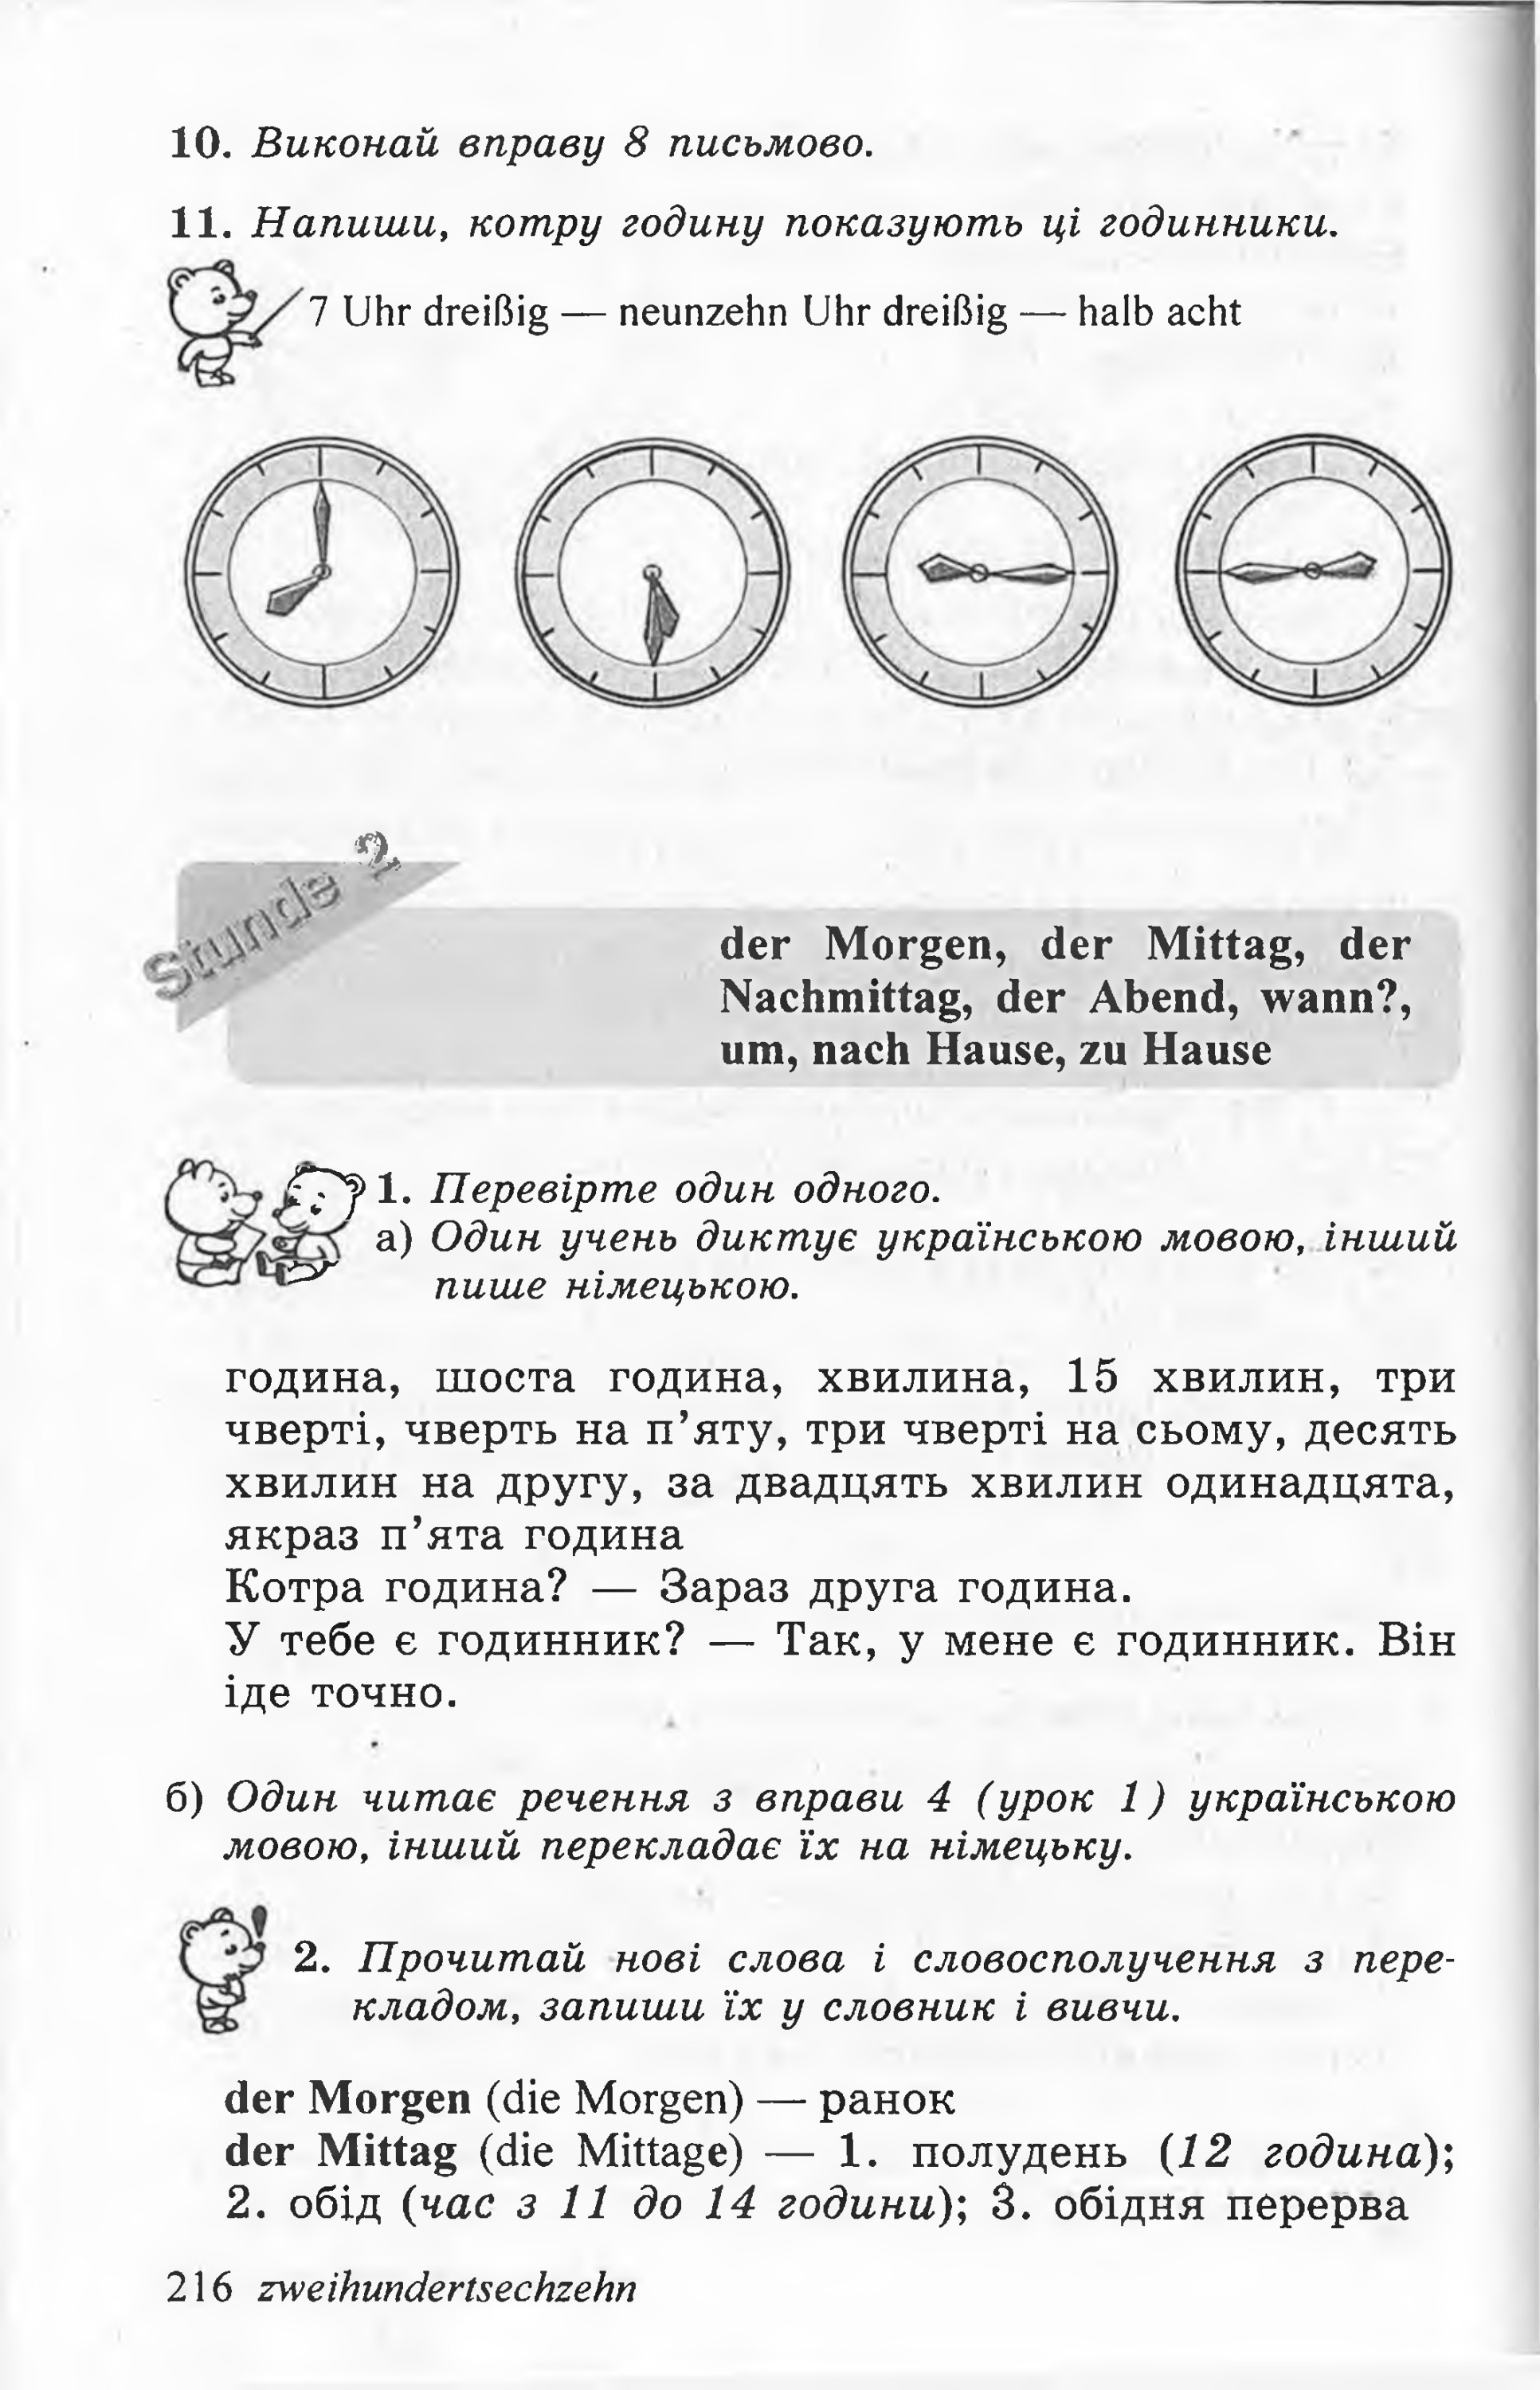 10. Виконай вправу 8 письмово.
11. Напиши, котру годину показують ці годинники.
7 Uhr dreißig — neunzehn Uhr dreißig — halb acht
Stunde 2
der Morgen, der Mittag, der
Nachmittag, der Abend, wann?,
um, nach Hause, zu Hause
1. Перевірте один одного.
а) Один учень диктує українською мовою, інший
пише німецькою.
година, шоста година, хвилина, 15 хвилин, три
чверті, чверть на п’яту, три чверті на сьому, десять
хвилин на другу, за двадцять хвилин одинадцята,
якраз п’ята година
Котра година? — Зараз друга година.
У тебе є годинник? — Так, у мене є годинник. Він
іде точно.
б) Один читає речення з вправи 4 (урок 1) українською
мовою, інший перекладає їх на німецьку.
2. Прочитай нові слова і словосполучення з пере-
кладом, запиши їх у словник і вивчи.
der Morgen (die Morgen) — ранок
der Mittag (die Mittage) — 1. полудень (12 година);
2. обід (час з 11 до 14 години); 3. обідня перерва
216 zweihundertsechzehn